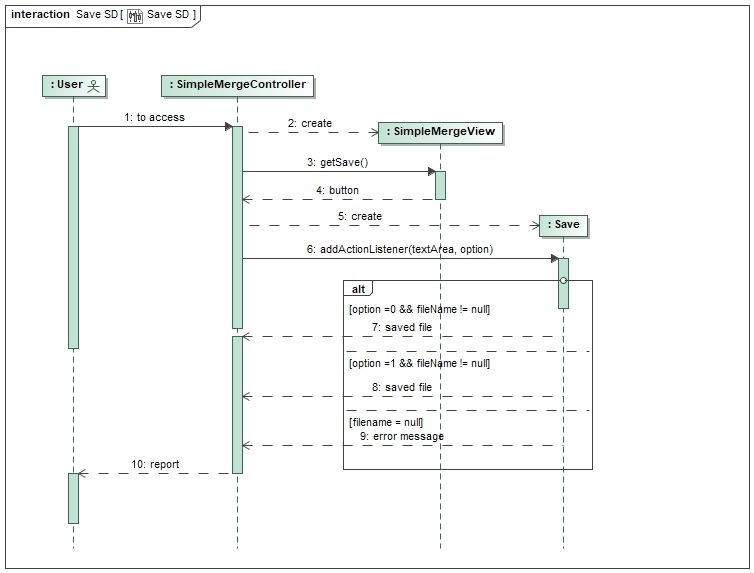 interaction Save SD [ Save SD ]
: User
: SimpleMergeController
1: to access
2: create
: SimpleMergeView
3: getSave()
4: button
5: create
: Save
6: addActionListener(textArea, option)
alt
[option =0 && fileName != null]
7: saved file
[option =1 && fileName != null]
8: saved file
[filename = null]
9: error message
10: report